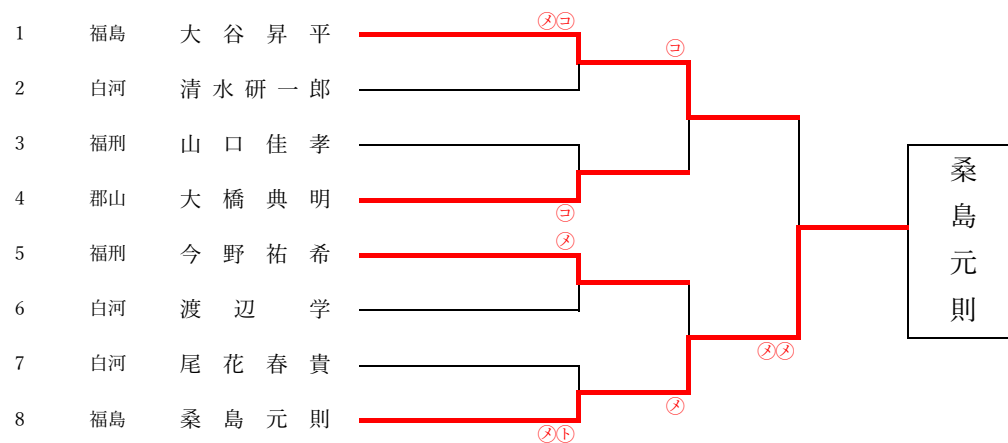 ㋱㋙
1 福島 大谷昇平
㋙
2 白河 清水研一郎
3 福刑 山口佳孝
4 郡山 大橋典明
㋙
㋱
5 福刑 今野祐希
6 白河 渡辺学
㋱㋱
7 白河 尾花春貴
㋱
8 福島 桑島元則
㋱㋣
桑島元則